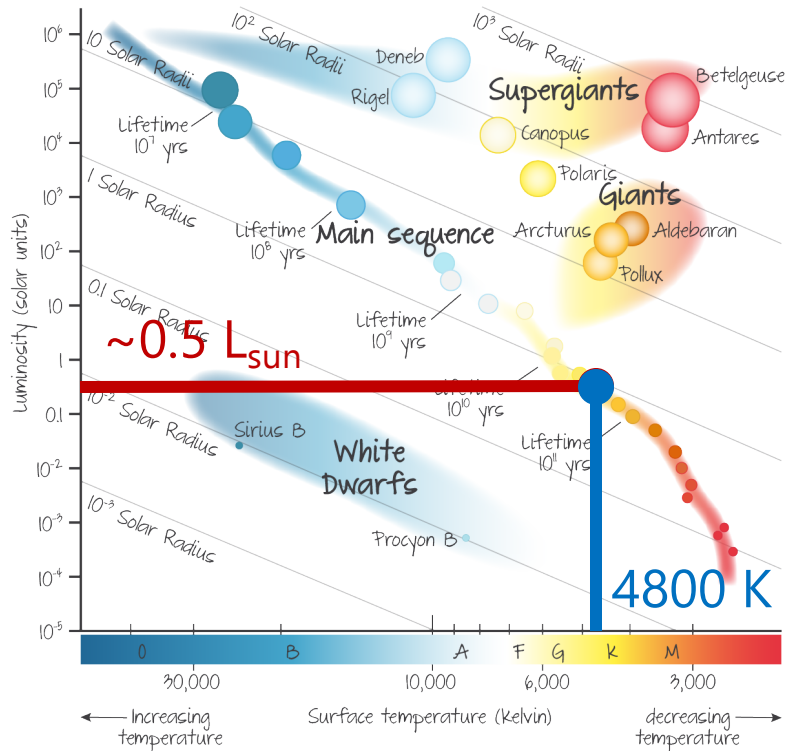 10⁶
10⁵
10⁴
10³
10²
10
1
0.1
10⁻²
10⁻³
10⁻⁴
10⁻⁵
Luminosity (solar units)
10 Solar Radii
10² Solar Radii
10³ Solar Radii
1 Solar Radius
0.1 Solar Radius
10⁻² Solar Radius
10⁻³ Solar Radius
Deneb
Rigel
Supergiants
Betelgeuse
Antares
Canopus
Polaris
Giants
Arcturus
Aldebaran
Pollux
Lifetime
10⁷ yrs
Lifetime
10⁸ yrs
Main sequence
Lifetime
10⁹ yrs
~0.5 Lsun
Lifetime
10¹⁰ yrs
Lifetime
10¹¹ yrs
Sirius B
White
Dwarfs
Procyon B
4800 K
O B A F G K M
30,000 10,000 6,000 3,000
Increasing
temperature
Surface temperature (Kelvin)
decreasing
temperature